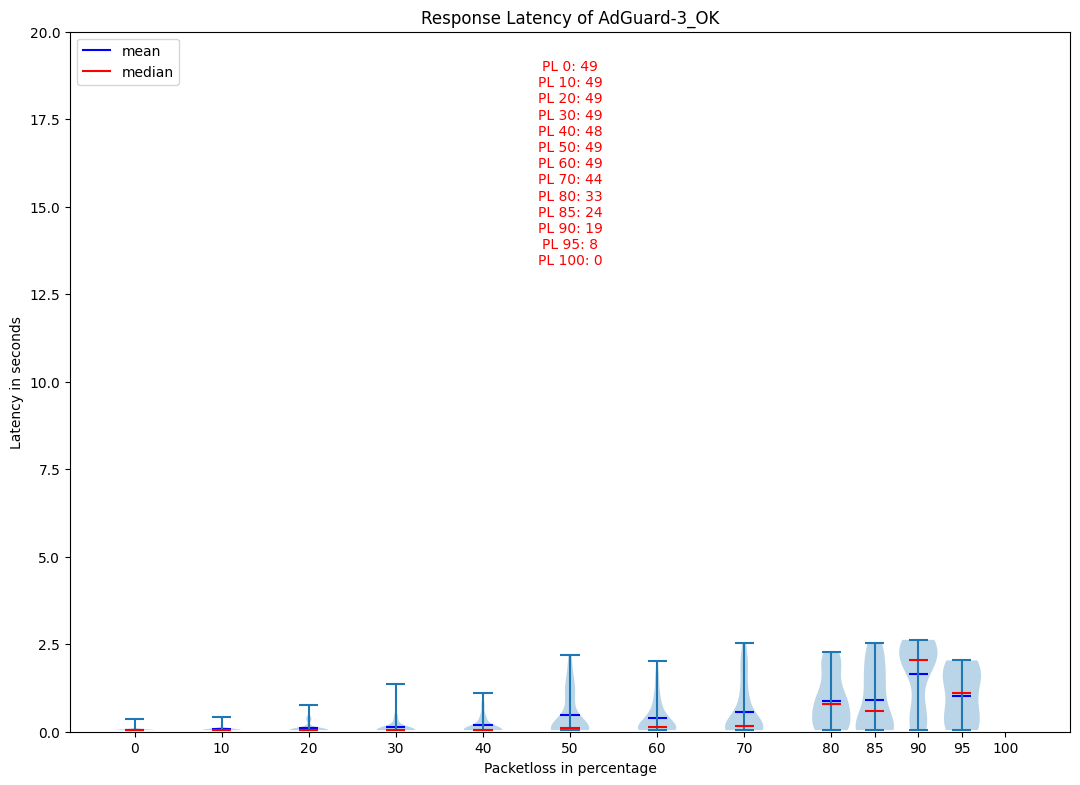 Response Latency of AdGuard-3_OK
mean
median
PL 0: 49
PL 10: 49
PL 20: 49
PL 30: 49
PL 40: 48
PL 50: 49
PL 60: 49
PL 70: 44
PL 80: 33
PL 85: 24
PL 90: 19
PL 95: 8
PL 100: 0
Latency in seconds
20.0
17.5
15.0
12.5
10.0
7.5
5.0
2.5
0.0
0 10 20 30 40 50 60 70 80 85 90 95 100
Packetloss in percentage